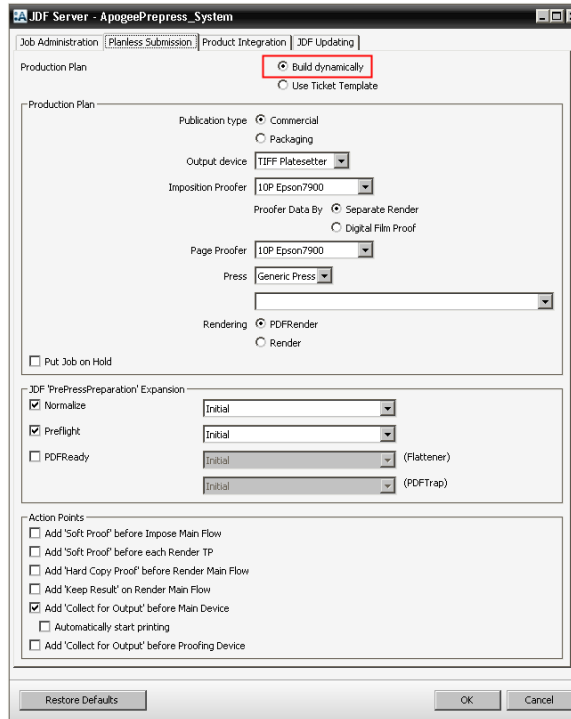 JDF Server - ApogeePrepress_System
Job Administration Planless Submission Product Integration JDF Updating
Production Plan Build dynamically
Use Ticket Template
Production Plan
Publication type Commercial
Packaging
Output device TIFF Platesetter
Imposition Proofer 10P Epson7900
Proofer Data By Separate Render
Digital Film Proof
Page Proofer 10P Epson7900
Press Generic Press
Rendering PDFRender
Render
Put Job on Hold
JDF 'PrePressPreparation' Expansion
Normalize Initial
Preflight Initial
PDFReady Initial (Flattener)
Initial (PDFTrap)
Action Points
Add 'Soft Proof' before Impose Main Flow
Add 'Soft Proof' before each Render TP
Add 'Hard Copy Proof' before Render Main Flow
Add 'Keep Result' on Render Main Flow
Add 'Collect for Output' before Main Device
Automatically start printing
Add 'Collect for Output' before Proofing Device
Restore Defaults OK Cancel